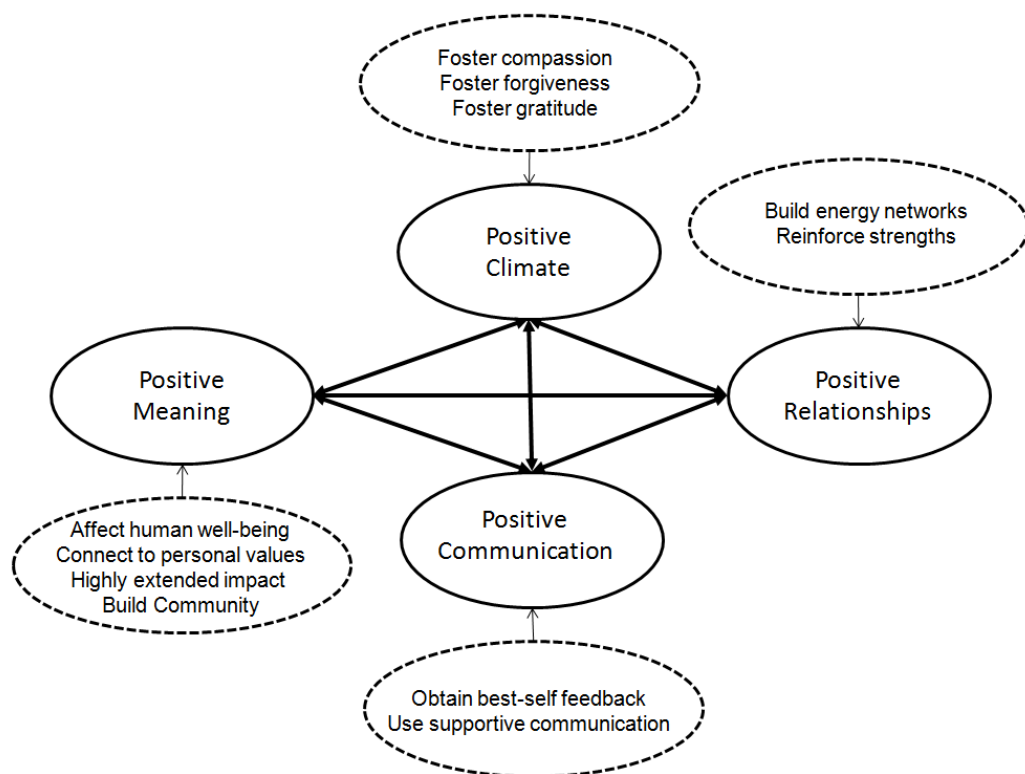 Foster compassion
Foster forgiveness
Foster gratitude
Positive
Climate
Build energy networks
Reinforce strengths
Positive
Meaning
Positive
Relationships
Affect human well-being
Connect to personal values
Highly extended impact
Build Community
Positive
Communication
Obtain best-self feedback
Use supportive communication